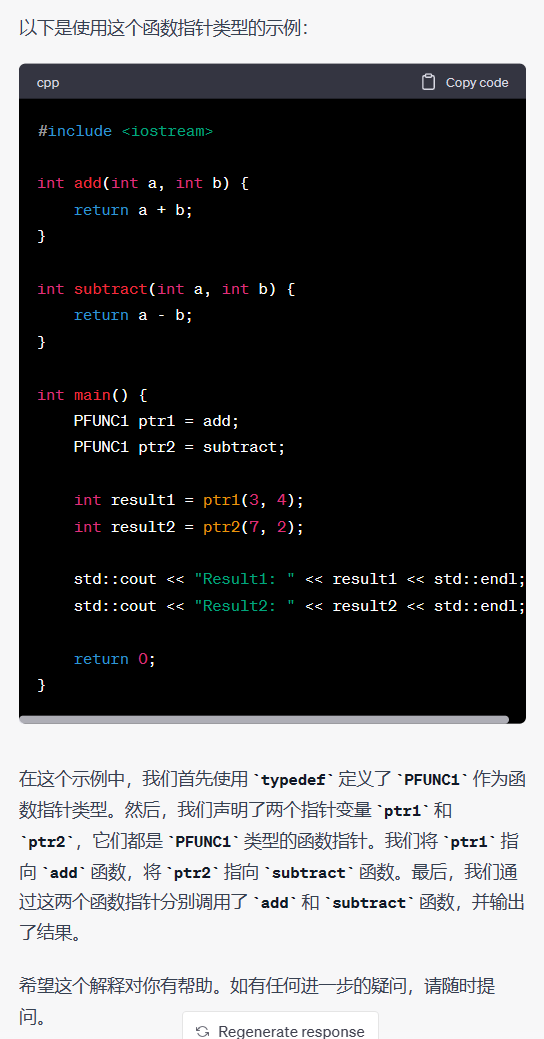 以下是使用这个函数指针类型的示例：
cpp Copy code
#include <iostream>
int add(int a, int b) {
    return a + b;
}
int subtract(int a, int b) {
    return a - b;
}
int main() {
    PFUNC1 ptr1 = add;
    PFUNC1 ptr2 = subtract;
    int result1 = ptr1(3, 4);
    int result2 = ptr2(7, 2);
    std::cout << "Result1: " << result1 << std::endl;
    std::cout << "Result2: " << result2 << std::endl;
    return 0;
}
在这个示例中，我们首先使用 `typedef` 定义了 `PFUNC1` 作为函
数指针类型。然后，我们声明了两个指针变量 `ptr1` 和
`ptr2`，它们都是 `PFUNC1` 类型的函数指针。我们将 `ptr1` 指
向 `add` 函数，将 `ptr2` 指向 `subtract` 函数。最后，我们通
过这两个函数指针分别调用了 `add` 和 `subtract` 函数，并输出
了结果。
希望这个解释对你有帮助。如有任何进一步的疑问，请随时提
问。
Regenerate response